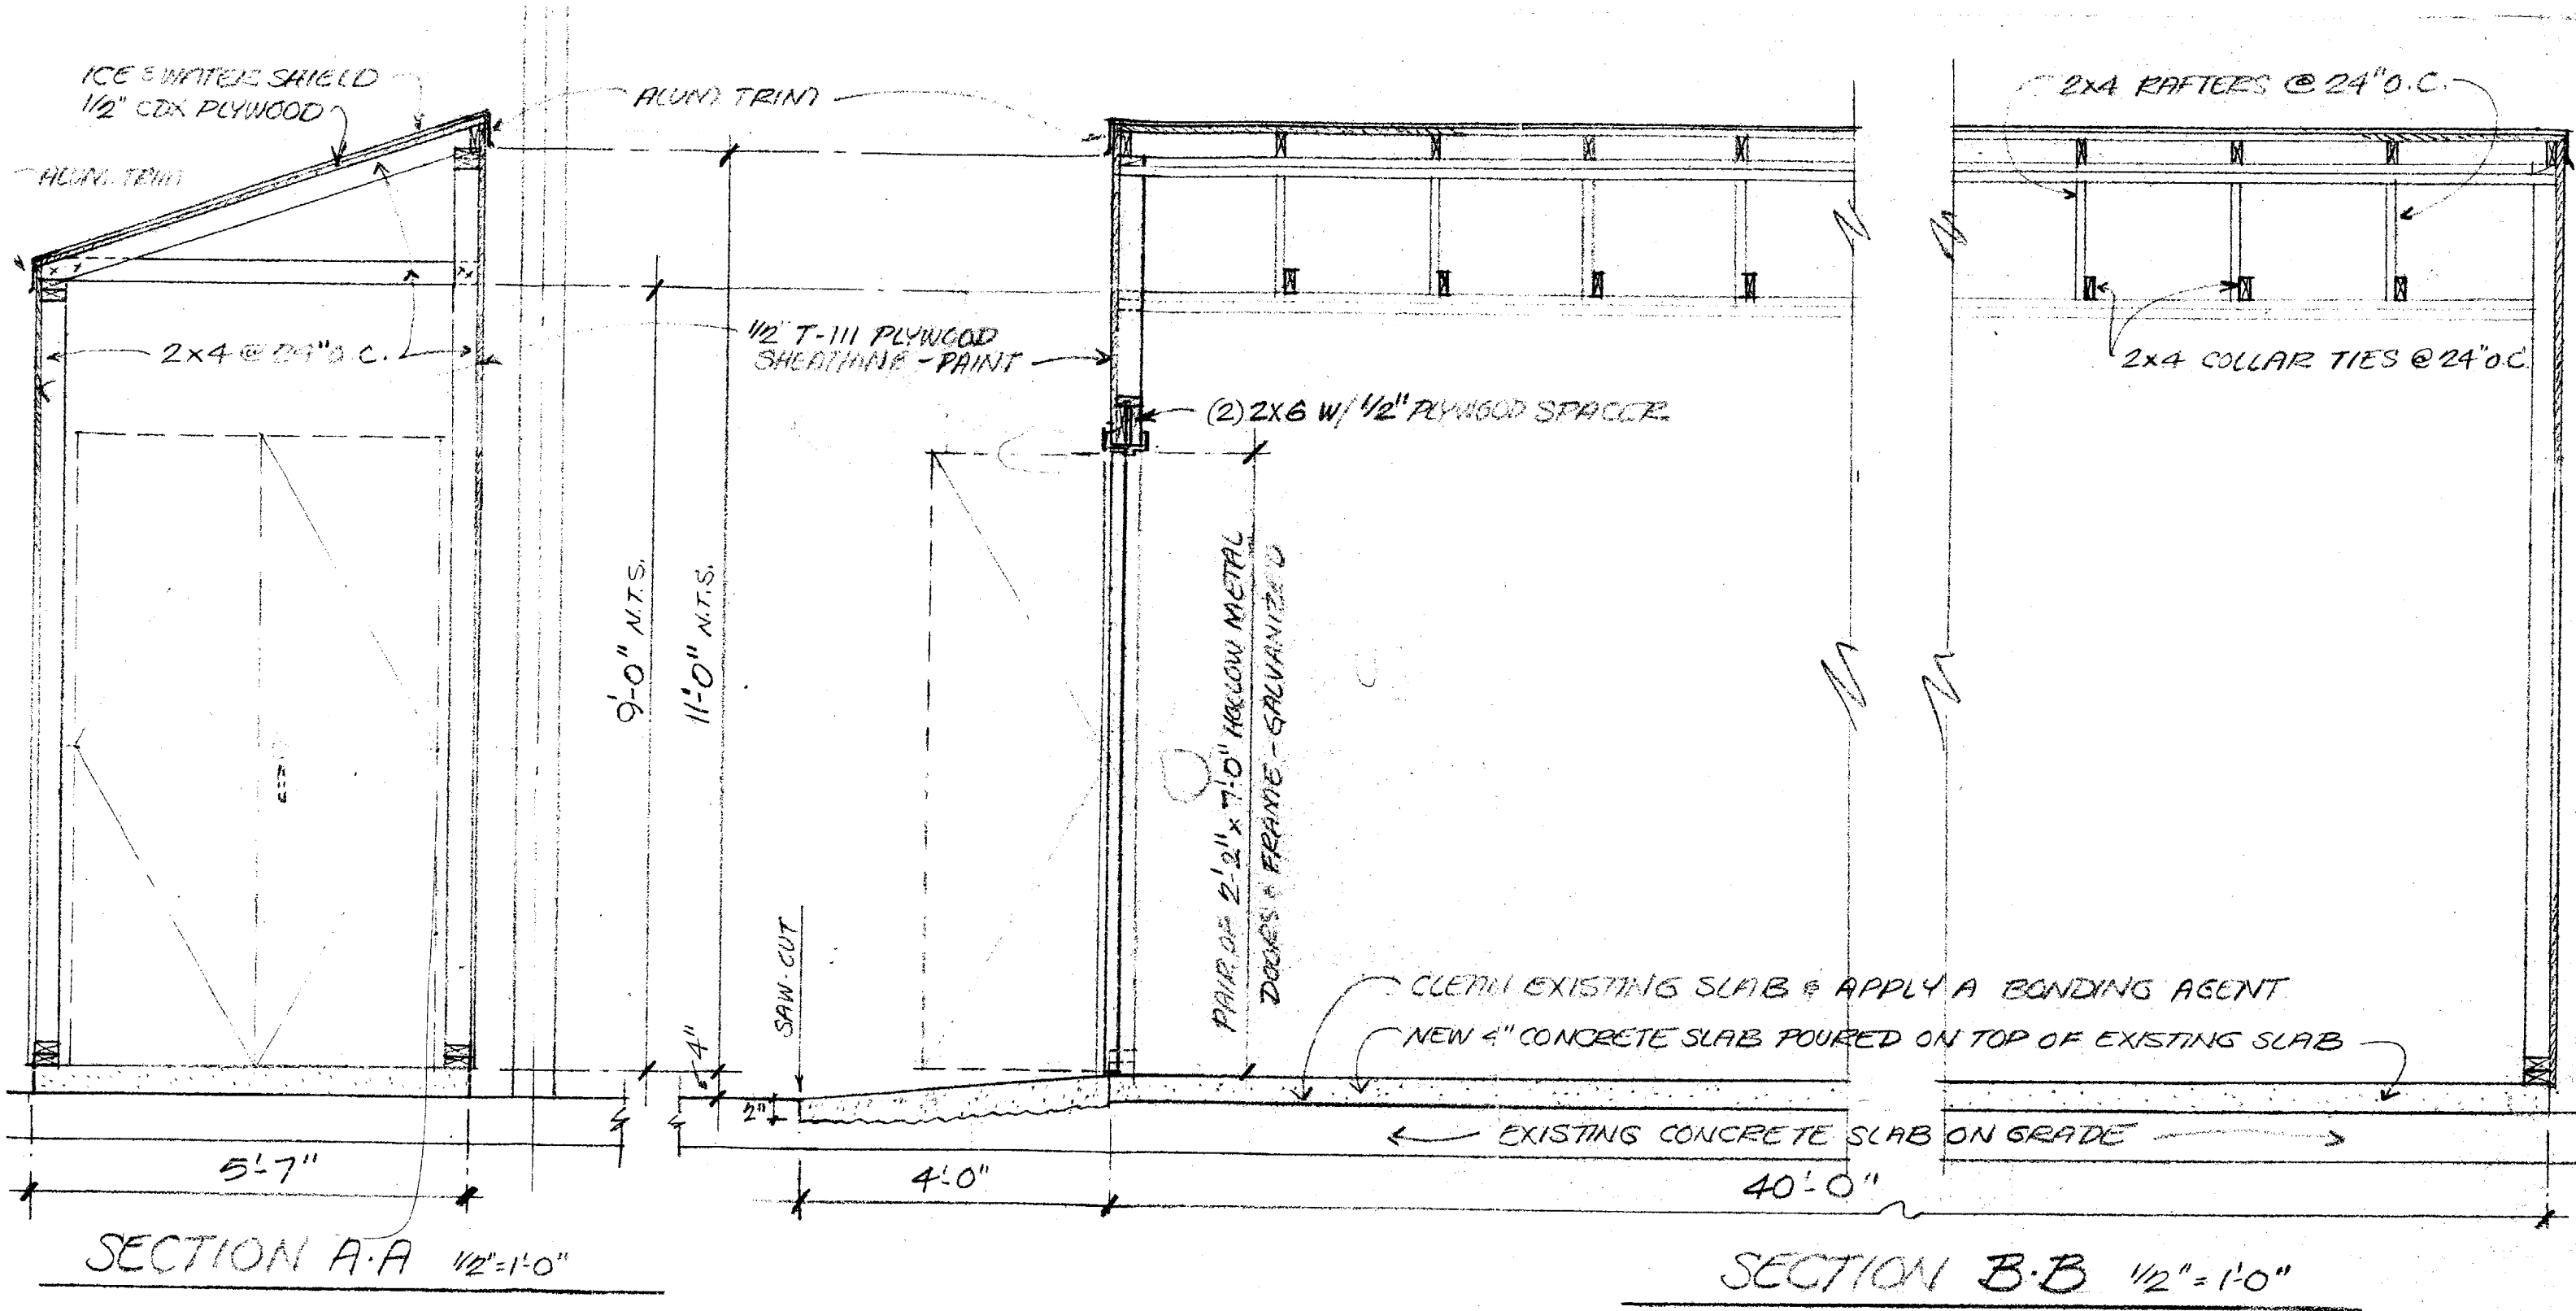 ICE & WATER SHIELD
1/2" CDX PLYWOOD
ALUM. TRIM
ALUM. TRIM
2x4 RAFTERS @ 24" O.C.
2x4 @ 24" O.C.
1/2" T-111 PLYWOOD
SHEATHING - PAINT
(2) 2x6 W/ 1/2" PLYWOOD SPACER
2x4 COLLAR TIES @ 24" O.C.
9'-0" N.T.S.
11'-0" N.T.S.
PAIR OF 2'-2" x 7'-0" HOLLOW METAL
DOORS & FRAME - GALVANIZED
SAW-CUT
4"
2"
CLEAN EXISTING SLAB & APPLY A BONDING AGENT
NEW 4" CONCRETE SLAB POURED ON TOP OF EXISTING SLAB
EXISTING CONCRETE SLAB ON GRADE
5'-7"
4'-0"
40'-0"
SECTION A-A 1/2"=1'-0"
SECTION B-B 1/2"=1'-0"